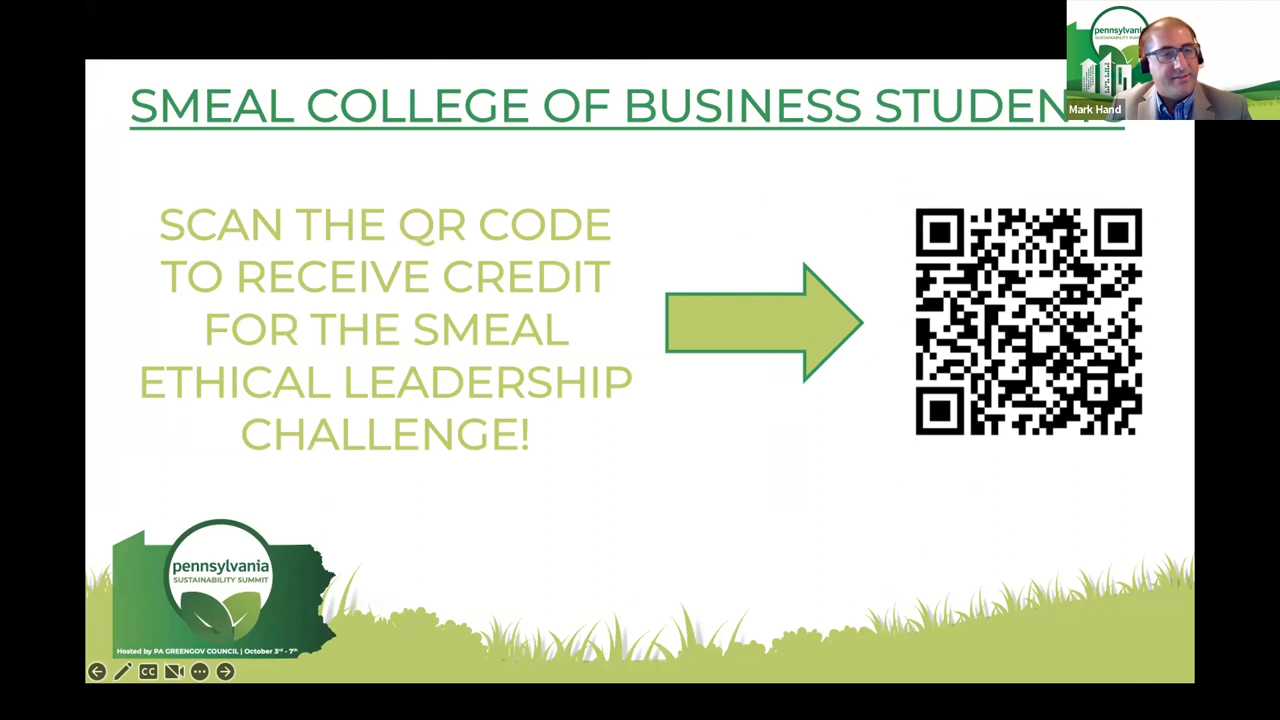 SMEAL COLLEGE OF BUSINESS STUDEN
pennsylvania
Mark Hand
SCAN THE QR CODE
TO RECEIVE CREDIT
FOR THE SMEAL
ETHICAL LEADERSHIP
CHALLENGE!
pennsylvania
SUSTAINABILITY SUMMIT
Hosted by PA GREENGOV COUNCIL | October 3rd - 7th
CC